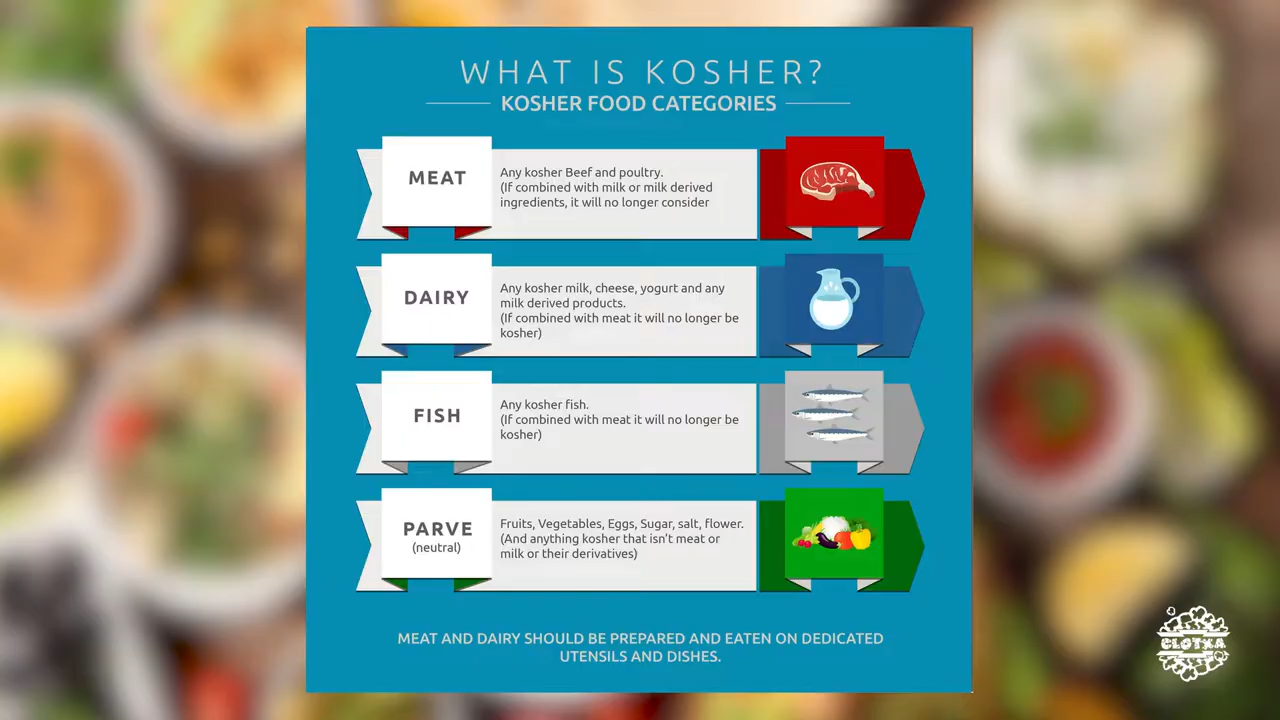 WHAT IS KOSHER?
KOSHER FOOD CATEGORIES
MEAT
Any kosher Beef and poultry.
(If combined with milk or milk derived
ingredients, it will no longer consider
DAIRY
Any kosher milk, cheese, yogurt and any
milk derived products.
(If combined with meat it will no longer be
kosher)
FISH
Any kosher fish.
(If combined with meat it will no longer be
kosher)
PARVE
(neutral)
Fruits, Vegetables, Eggs, Sugar, salt, flower.
(And anything kosher that isn't meat or
milk or their derivatives)
MEAT AND DAIRY SHOULD BE PREPARED AND EATEN ON DEDICATED
UTENSILS AND DISHES.
CLOTXA